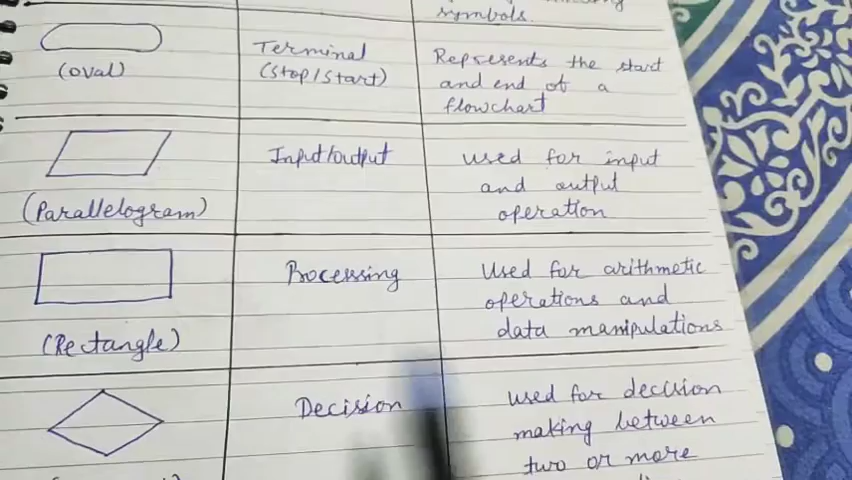 symbols.
(oval)
Terminal
(Stop/Start)
Represents the start
and end of a
flowchart
(Parallelogram)
Input/output
used for input
and output
operation
(Rectangle)
Processing
Used for arithmetic
operations and
data manipulations
Decision
used for decision
making between
two or more